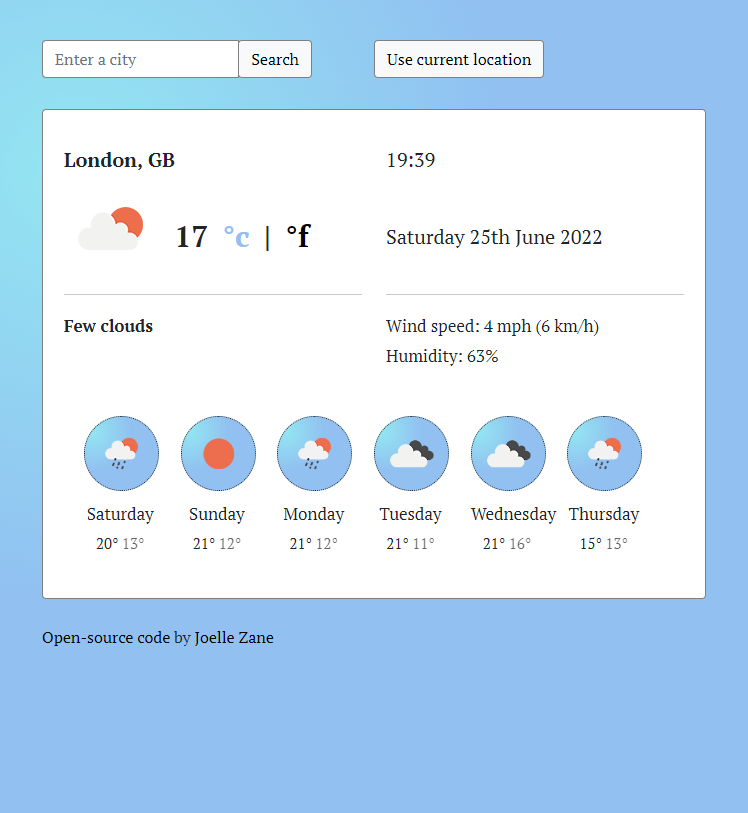 Enter a city Search Use current location
London, GB 19:39
17 °c | °f Saturday 25th June 2022
Few clouds Wind speed: 4 mph (6 km/h)
Humidity: 63%
Saturday Sunday Monday Tuesday Wednesday Thursday
20° 13° 21° 12° 21° 12° 21° 11° 21° 16° 15° 13°
Open-source code by Joelle Zane